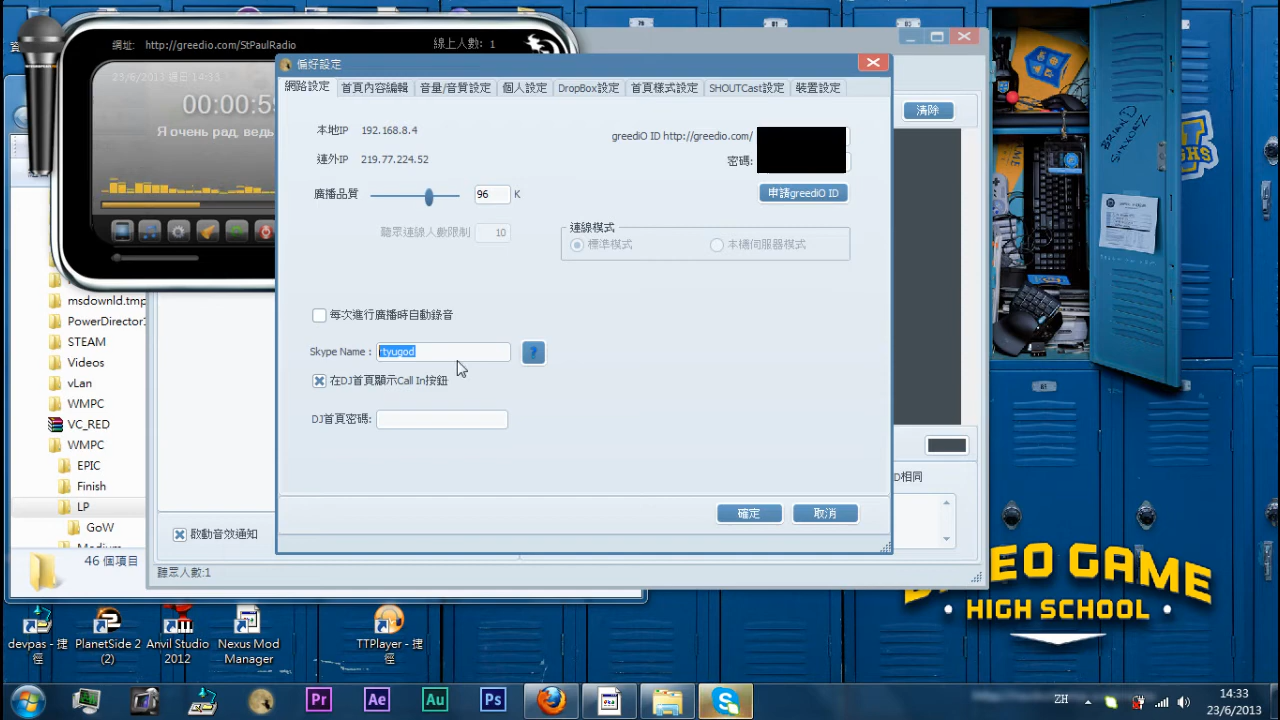 網址: http://greedio.com/StPaulRadio
線上人數: 1
23/6/2013 週日 14:33
00:00:59
Я очень рад, ведь
偏好設定
網路設定 首頁內容編輯 音量/音質設定 個人設定 DropBox設定 首頁樣式設定 SHOUTCast設定 裝置設定
本地IP 192.168.8.4
greediO ID http://greedio.com/
連外IP 219.77.224.52
密碼:
廣播品質 96 K
申請greediO ID
聽眾連線人數限制 10
連線模式
標準模式 本機伺服器模式
每次進行廣播時自動錄音
Skype Name : rtyugod ?
在DJ首頁顯示Call In按鈕
DJ首頁密碼:
確定 取消
清除
D相同
msdownld.tmp
PowerDirector1
STEAM
Videos
vLan
WMPC
VC_RED
WMPC
EPIC
Finish
LP
GoW
Medium
46 個項目
啟動音效通知
聽眾人數:1
BRIAN D
SIMDEZ
EO GAME
HIGH SCHOOL
devpas - 捷徑
PlanetSide 2 (2)
Anvil Studio 2012
Nexus Mod Manager
TTPlayer - 捷徑
Pr Ae Au Ps
ZH
14:33
23/6/2013